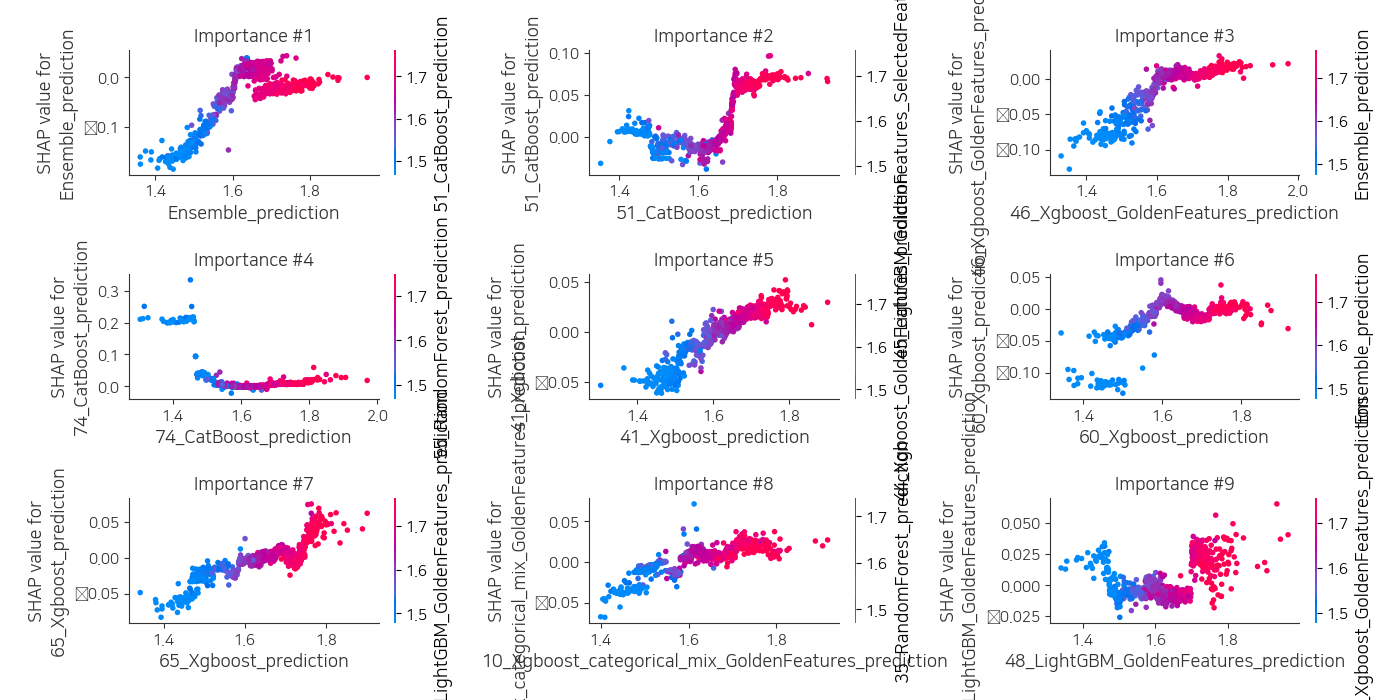 Importance #1
SHAP value for
Ensemble_prediction
0.0
0.1
1.4 1.6 1.8
Ensemble_prediction
1.7
1.6
1.5
51_CatBoost_prediction
Importance #2
SHAP value for
51_CatBoost_prediction
0.10
0.05
0.00
1.4 1.6 1.8
51_CatBoost_prediction
1.7
1.6
1.5
Importance #3
SHAP value for
46_Xgboost_GoldenFeatures_prediction
0.00
0.05
0.10
1.4 1.6 1.8 2.0
46_Xgboost_GoldenFeatures_prediction
1.7
1.6
1.5
Ensemble_prediction
Importance #4
SHAP value for
74_CatBoost_prediction
0.3
0.2
0.1
0.0
1.4 1.6 1.8 2.0
74_CatBoost_prediction
1.7
1.6
1.5
Importance #5
SHAP value for
41_Xgboost_prediction
0.05
0.00
0.05
1.4 1.6 1.8
41_Xgboost_prediction
1.7
1.6
1.5
Importance #6
SHAP value for
60_Xgboost_prediction
0.05
0.00
0.05
0.10
1.4 1.6 1.8
60_Xgboost_prediction
1.7
1.6
1.5
Ensemble_prediction
Importance #7
SHAP value for
65_Xgboost_prediction
0.05
0.00
0.05
1.4 1.6 1.8
65_Xgboost_prediction
1.7
1.6
1.5
Importance #8
SHAP value for
0.05
0.00
0.05
1.4 1.6 1.8
10_Xgboost_categorical_mix_GoldenFeatures_prediction
1.7
1.6
1.5
35_RandomForest_prediction
Importance #9
SHAP value for
48_LightGBM_GoldenFeatures_prediction
0.050
0.025
0.000
0.025
1.4 1.6 1.8
48_LightGBM_GoldenFeatures_prediction
1.7
1.6
1.5